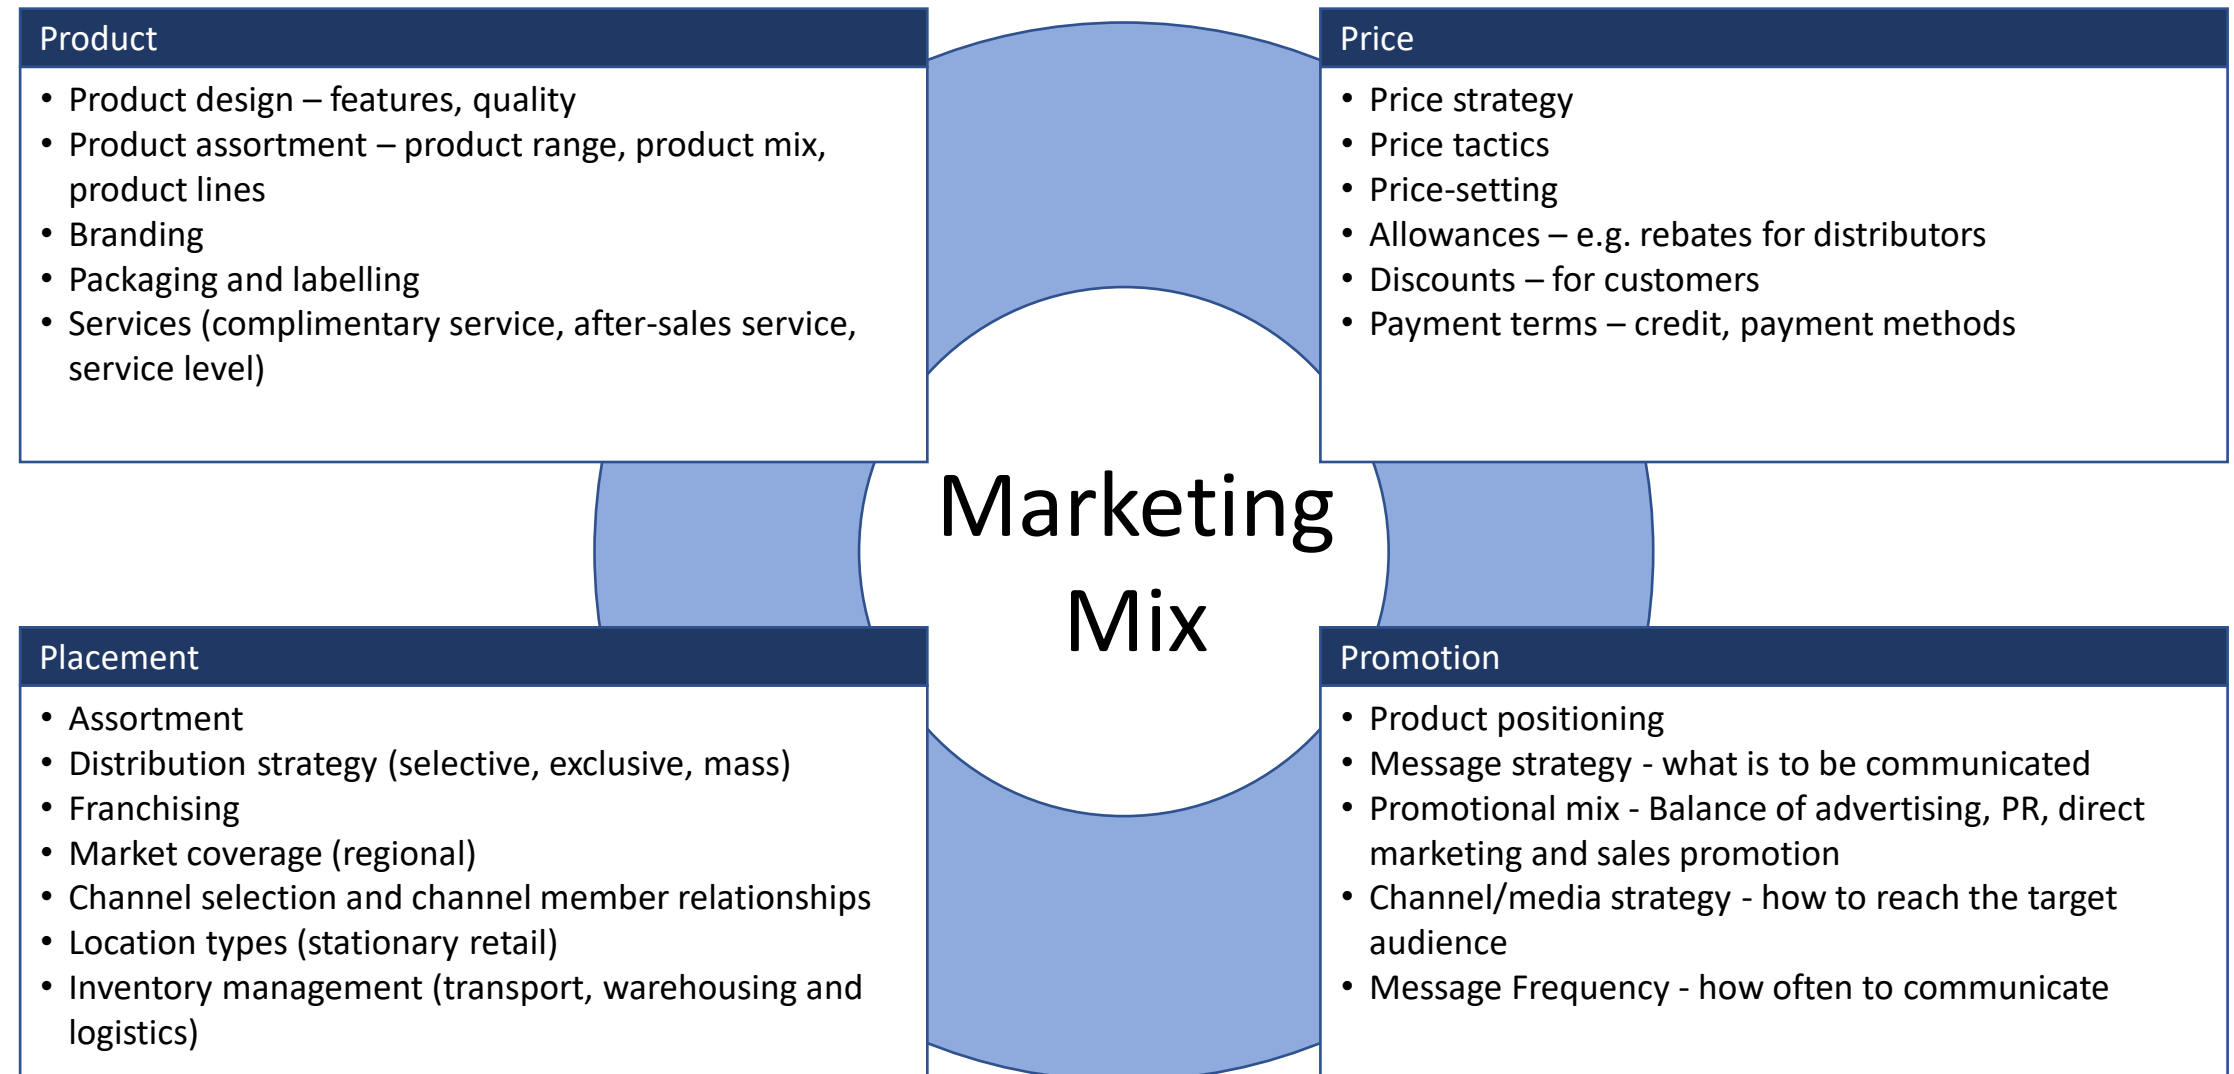 Product
• Product design – features, quality
• Product assortment – product range, product mix,
product lines
• Branding
• Packaging and labelling
• Services (complimentary service, after-sales service,
service level)
Price
• Price strategy
• Price tactics
• Price-setting
• Allowances – e.g. rebates for distributors
• Discounts – for customers
• Payment terms – credit, payment methods
Marketing
Mix
Placement
• Assortment
• Distribution strategy (selective, exclusive, mass)
• Franchising
• Market coverage (regional)
• Channel selection and channel member relationships
• Location types (stationary retail)
• Inventory management (transport, warehousing and
logistics)
Promotion
• Product positioning
• Message strategy - what is to be communicated
• Promotional mix - Balance of advertising, PR, direct
marketing and sales promotion
• Channel/media strategy - how to reach the target
audience
• Message Frequency - how often to communicate